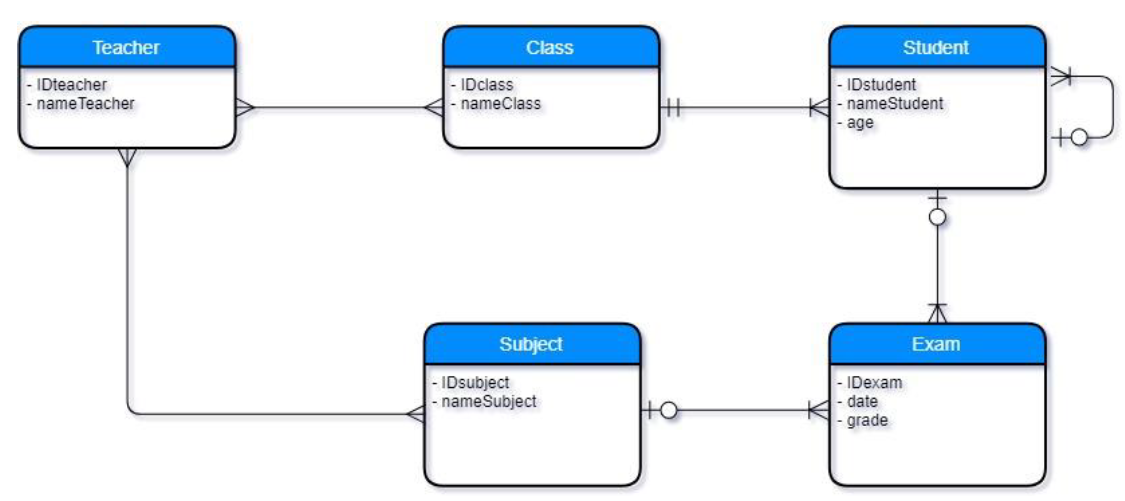 Teacher
- IDteacher
- nameTeacher
Class
- IDclass
- nameClass
Student
- IDstudent
- nameStudent
- age
Subject
- IDsubject
- nameSubject
Exam
- IDexam
- date
- grade